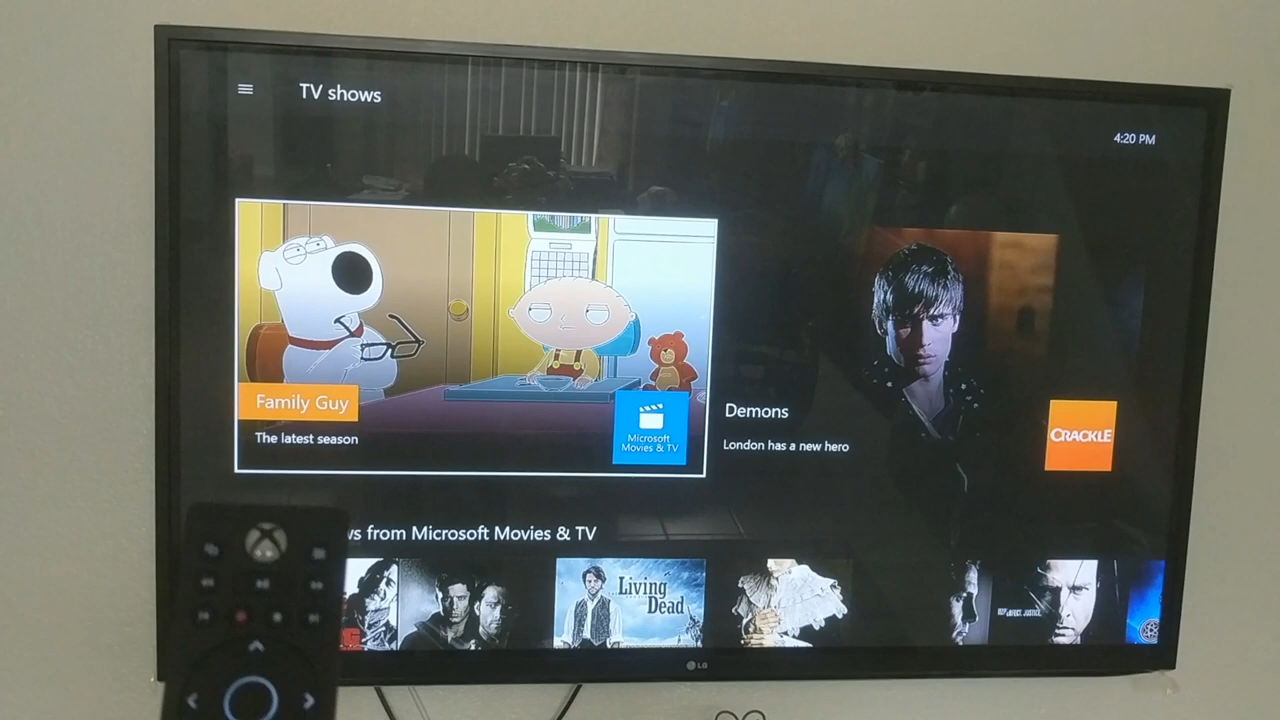 TV shows
4:20 PM
Family Guy
The latest season
Microsoft
Movies & TV
Demons
London has a new hero
CRACKLE
ws from Microsoft Movies & TV
Living
Dead
LG